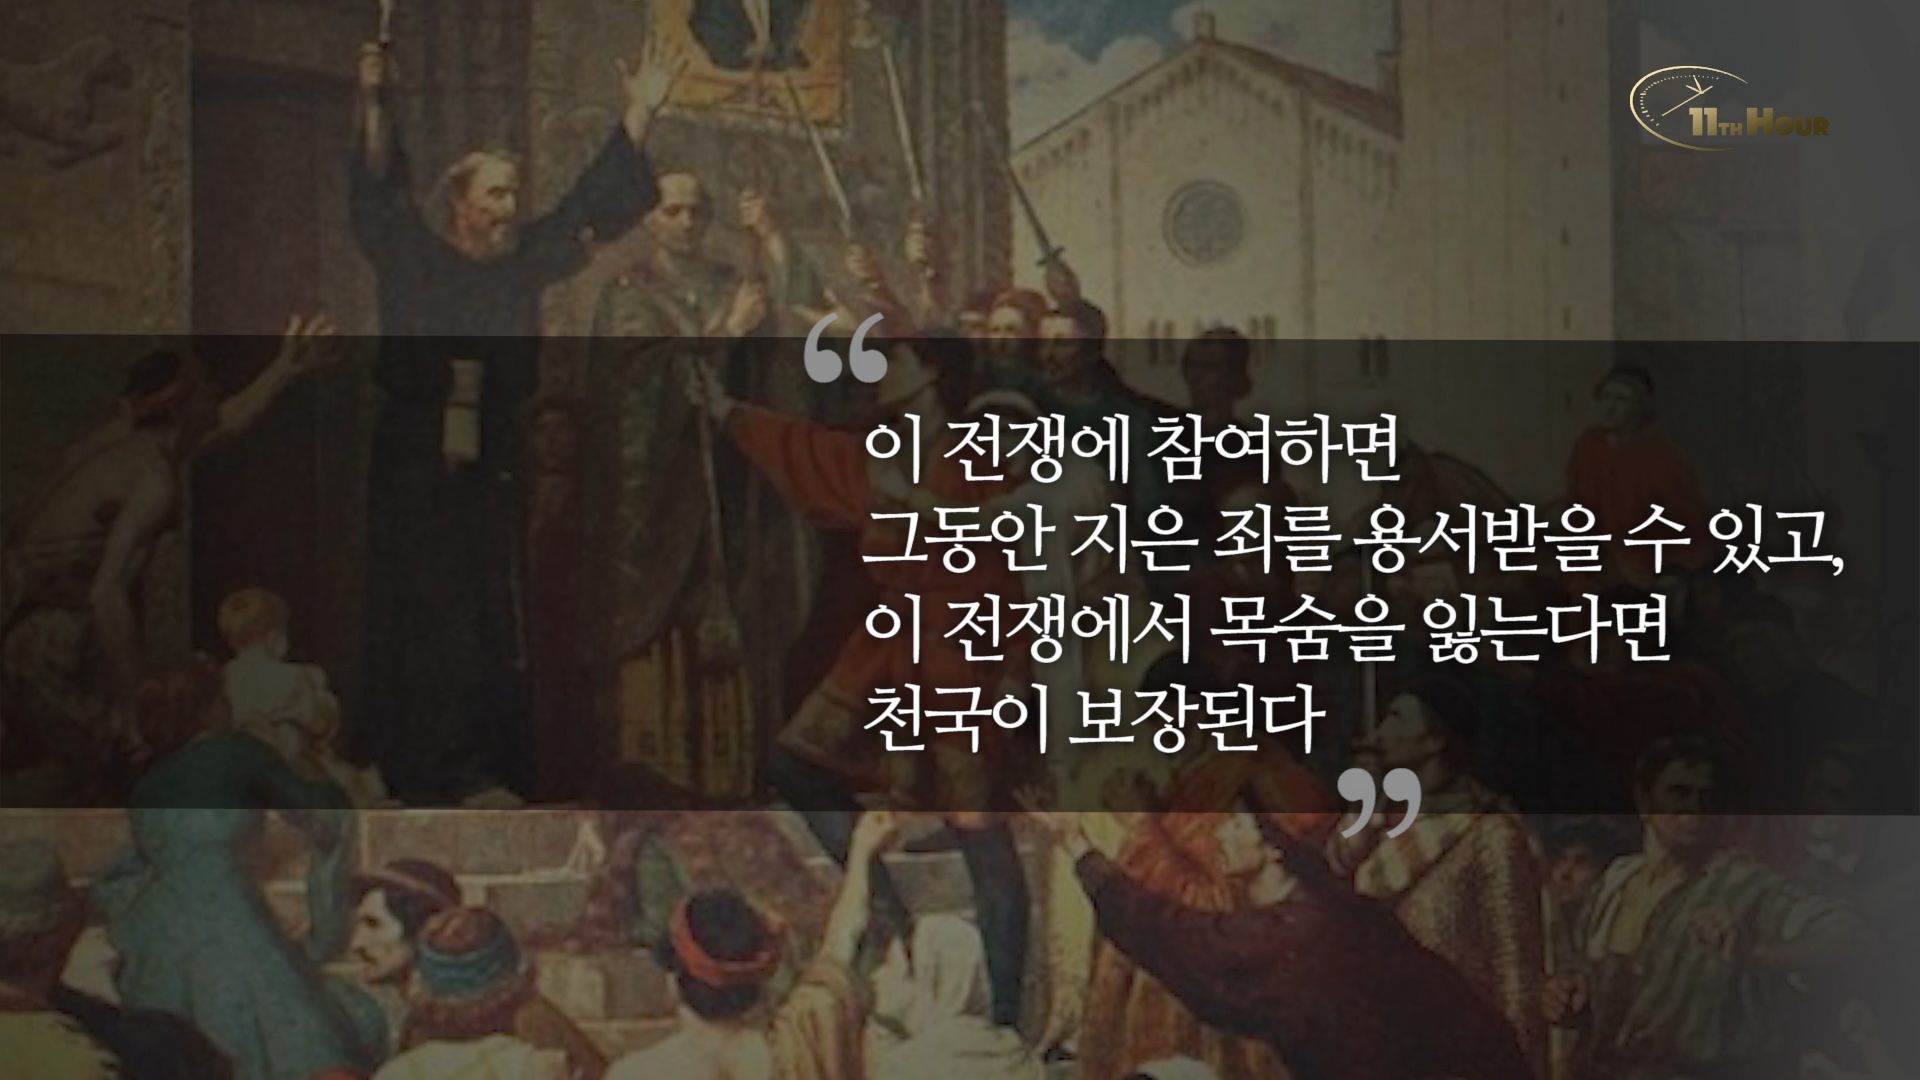 11TH HOUR
“
이 전쟁에 참여하면
그동안 지은 죄를 용서받을 수 있고,
이 전쟁에서 목숨을 잃는다면
천국이 보장된다
”